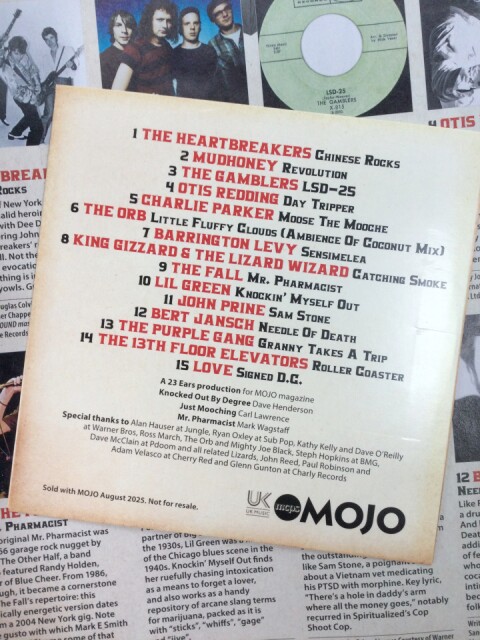 LSD-25
THE GAMBLERS
4 OTIS
1 THE HEARTBREAKERS CHINESE ROCKS
2 MUDHONEY REVOLUTION
3 THE GAMBLERS LSD-25
4 OTIS REDDING DAY TRIPPER
5 CHARLIE PARKER MOOSE THE MOOCHE
6 THE ORB LITTLE FLUFFY CLOUDS (AMBIENCE OF COCONUT MIX)
7 BARRINGTON LEVY SENSIMELEA
8 KING GIZZARD & THE LIZARD WIZARD CATCHING SMOKE
9 THE FALL MR. PHARMACIST
10 LIL GREEN KNOCKIN' MYSELF OUT
11 JOHN PRINE SAM STONE
12 BERT JANSCH NEEDLE OF DEATH
13 THE PURPLE GANG GRANNY TAKES A TRIP
14 THE 13TH FLOOR ELEVATORS ROLLER COASTER
15 LOVE SIGNED D.C.
A 23 Ears production for MOJO magazine
Knocked Out By Degree Dave Henderson
Just Mooching Carl Lawrence
Mr. Pharmacist Mark Wagstaff
Special thanks to Alan Hauser at Jungle, Ryan Oxley at Sub Pop, Kathy Kelly and Dave O'Reilly
at Warner Bros, Ross March, The Orb and Mighty Joe Black, Steph Hopkins at BMG,
Dave McClain at Pdoom and all related Lizards, John Reed, Paul Robinson and
Adam Velasco at Cherry Red and Glenn Gunton at Charly Records
Sold with MOJO August 2025. Not for resale.
UK
UK MUSIC
mcps
MOJO
PHARMACIST
original Mr. Pharmacist was
garage rock nugget by
The Other Half, a band
featured Randy Holden,
of Blue Cheer. From 1986,
it became a cornerstone
The Fall's repertoire: this
energetic version dates
from a 2004 New York gig. Note
gusto with which Mark E Smith
some of that
partner of
the 1930s, Lil Green was
of the Chicago blues scene in the
1940s. Knockin' Myself Out finds
her ruefully chasing intoxication
as a means to forget a lover,
and also works as a handy
repository of arcane slang terms
for marijuana, packed as it is
with "sticks", "whiffs", "gage"
"jive".
the outstanding
like Sam Stone, a poignant
about a Vietnam vet medicating
his PTSD with morphine. Key lyric,
"There's a hole in daddy's arm
where all the money goes", notably
recurred in Spiritualized's Cop
Shoot Cop.
12 B
NEED